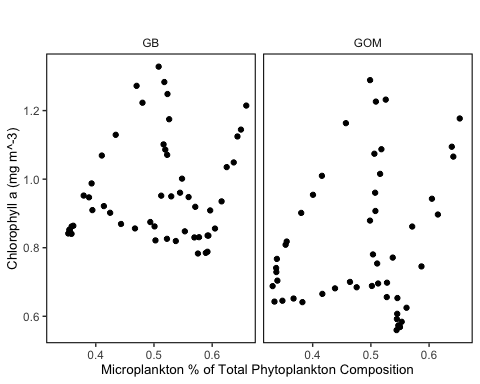 GB GOM
Chlorophyll a (mg m^-3)
1.2
1.0
0.8
0.6
0.4 0.5 0.6 0.4 0.5 0.6
Microplankton % of Total Phytoplankton Composition